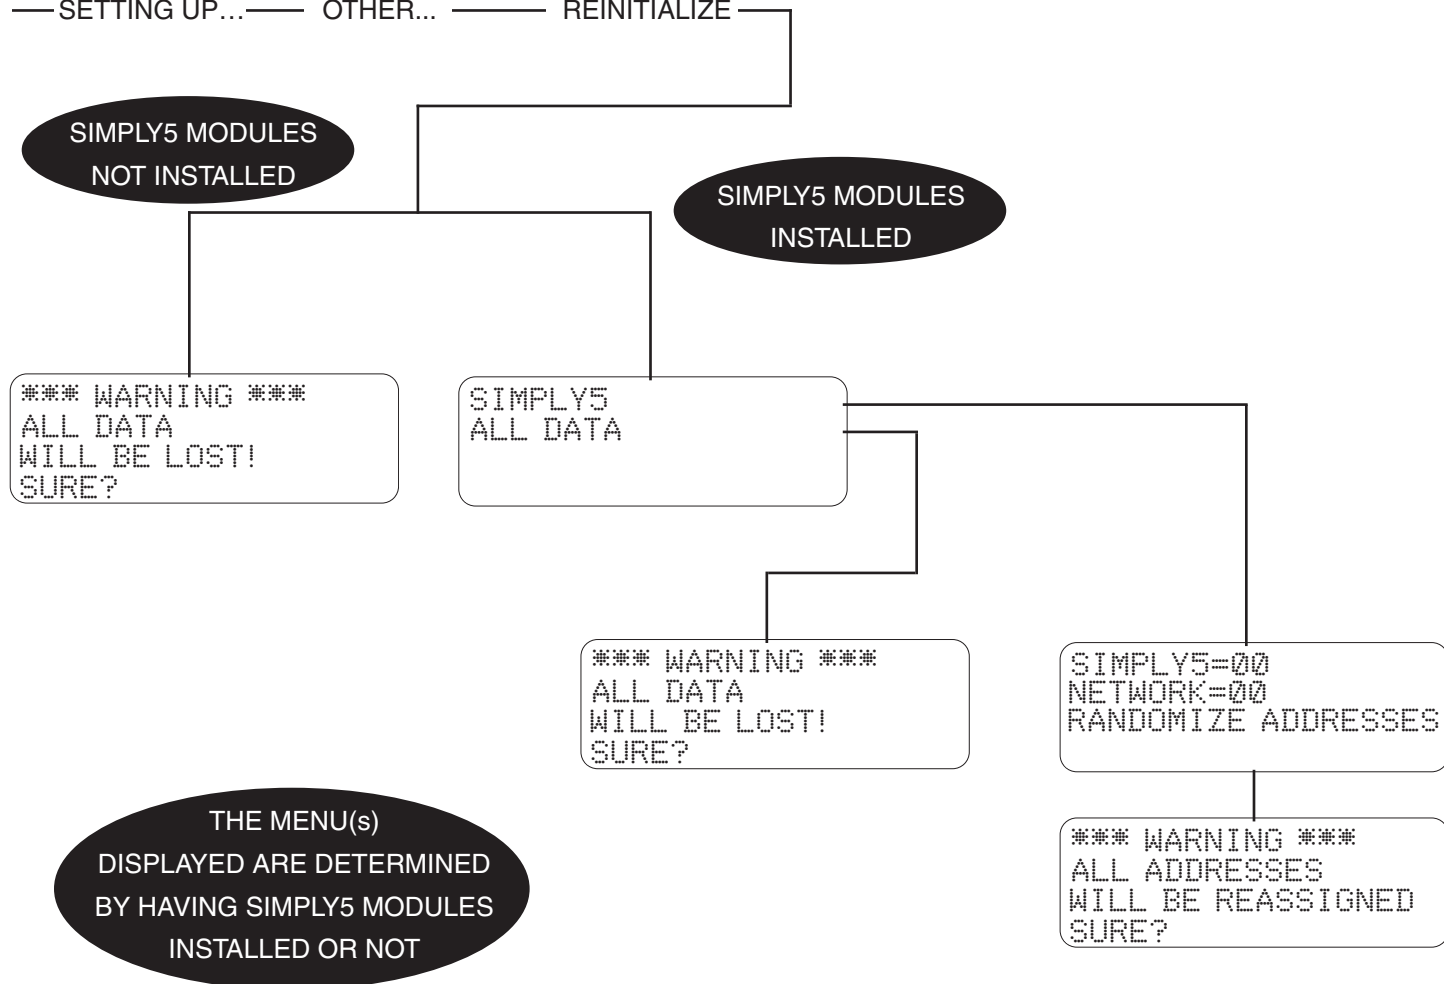 SETTING UP... OTHER... REINITIALIZE
SIMPLY5 MODULES
NOT INSTALLED
SIMPLY5 MODULES
INSTALLED
*** WARNING ***
ALL DATA
WILL BE LOST!
SURE?
SIMPLY5
ALL DATA
*** WARNING ***
ALL DATA
WILL BE LOST!
SURE?
SIMPLY5=00
NETWORK=00
RANDOMIZE ADDRESSES
*** WARNING ***
ALL ADDRESSES
WILL BE REASSIGNED
SURE?
THE MENU(s)
DISPLAYED ARE DETERMINED
BY HAVING SIMPLY5 MODULES
INSTALLED OR NOT